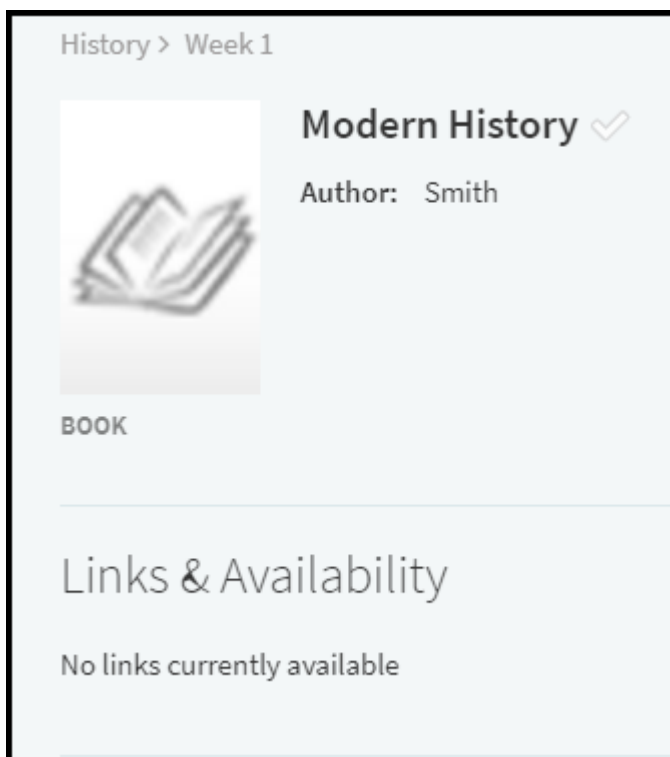 History > Week 1
Modern History
Author: Smith
BOOK
Links & Availability
No links currently available